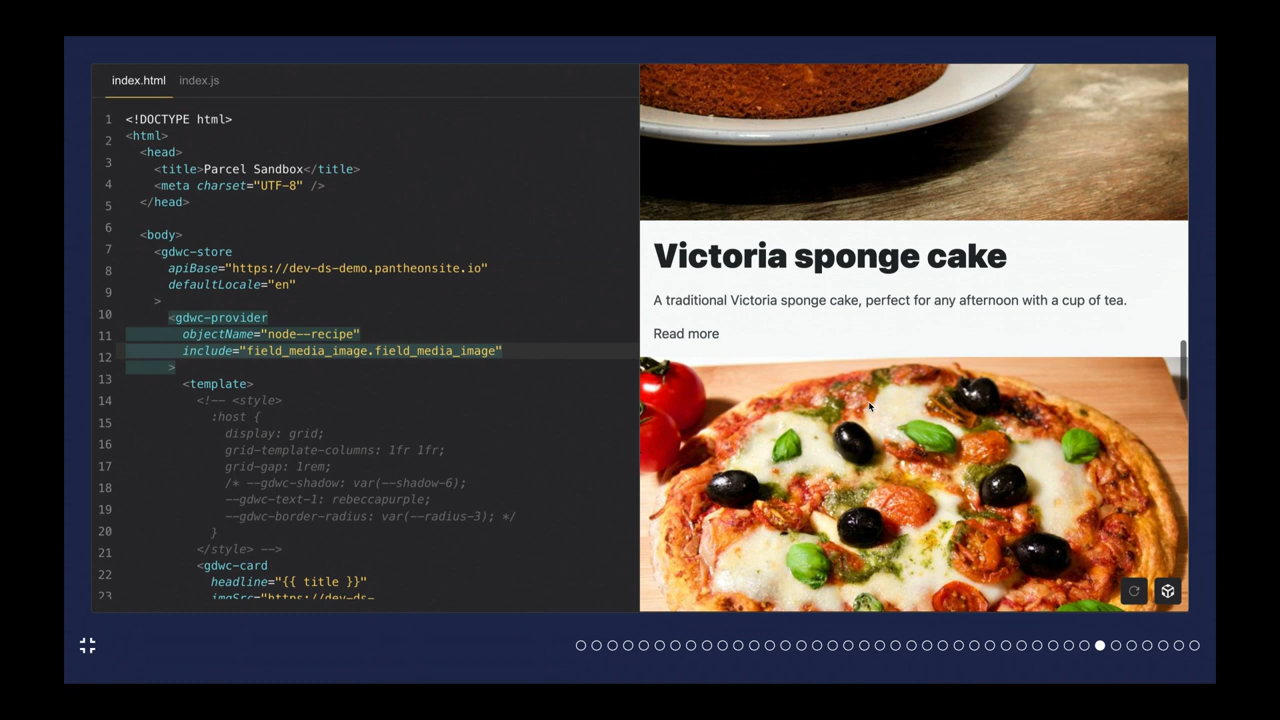 index.html index.js
1 <!DOCTYPE html>
2 <html>
3 <head>
4 <title>Parcel Sandbox</title>
5 <meta charset="UTF-8" />
6 </head>
7
8 <body>
9 <gdwc-store
10 apiBase="https://dev-ds-demo.pantheonsite.io"
11 defaultLocale="en"
12 >
13 <gdwc-provider
14 objectName="node--recipe"
15 include="field_media_image.field_media_image"
16 >
17 <template>
18 <!-- <style>
19 :host {
20 display: grid;
21 grid-template-columns: 1fr 1fr;
22 grid-gap: 1rem;
23 /* --gdwc-shadow: var(--shadow-6);
--gdwc-text-1: rebeccapurple;
--gdwc-border-radius: var(--radius-3); */
}
</style> -->
<gdwc-card
headline="{{ title }}"
imgSrc="https://dev-ds-
Victoria sponge cake
A traditional Victoria sponge cake, perfect for any afternoon with a cup of tea.
Read more